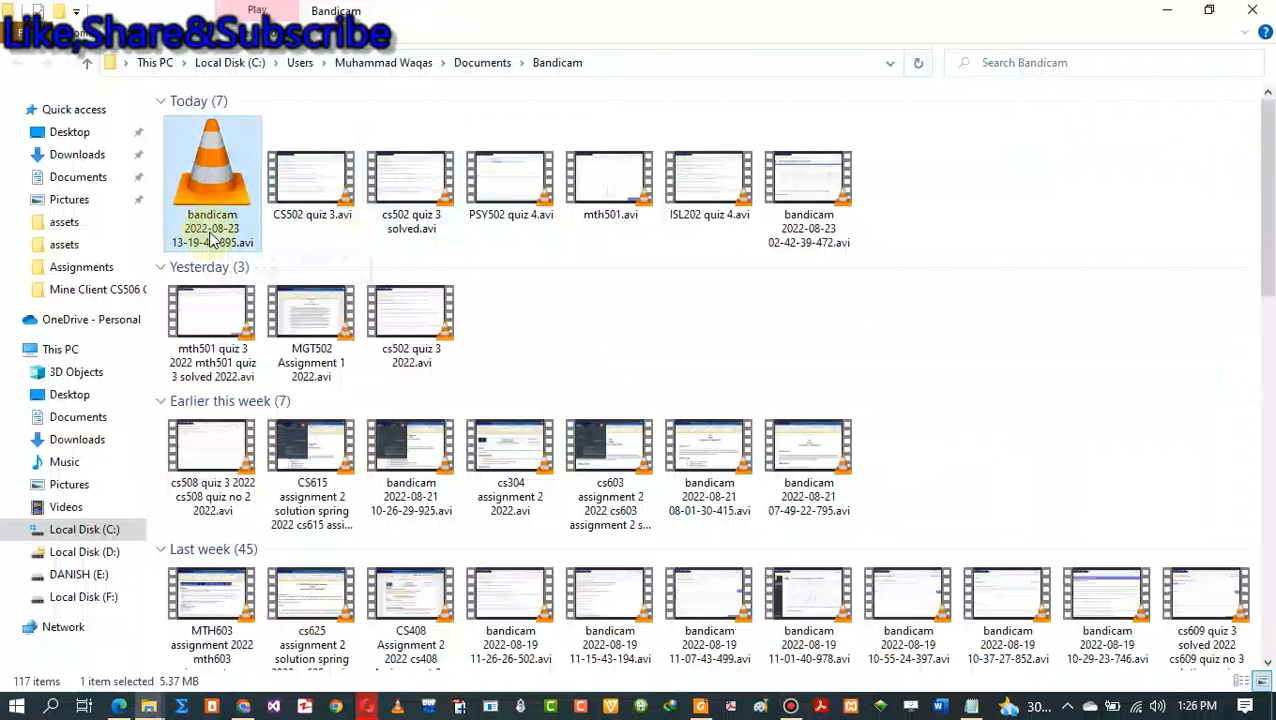 Play
Bandicam
Like,Share&Subscribe
This PC
Local Disk (C:)
Users
Muhammad Waqas
Documents
Bandicam
Search Bandicam
Quick access
Desktop
Downloads
Documents
Pictures
assets
assets
Assignments
Mine Client CS506 C
OneDrive - Personal
This PC
3D Objects
Desktop
Documents
Downloads
Music
Pictures
Videos
Local Disk (C:)
Local Disk (D:)
DANISH (E:)
Local Disk (F:)
Network
Today (7)
bandicam
2022-08-23
895.avi
CS502 quiz 3.avi
cs502 quiz 3
solved.avi
PSY502 quiz 4.avi
mth501.avi
ISL202 quiz 4.avi
bandicam
2022-08-23
02-42-39-472.avi
Yesterday (3)
mth501 quiz 3
2022 mth501 quiz
3 solved 2022.avi
MGT502
Assignment 1
2022.avi
cs502 quiz 3
2022.avi
Earlier this week (7)
cs508 quiz 3 2022
cs508 quiz no 2
2022.avi
CS615
assignment 2
solution spring
2022 cs615 assi...
bandicam
2022-08-21
10-26-29-925.avi
cs304
assignment 2
2022.avi
cs603
assignment 2
2022 cs603
assignment 2 s...
bandicam
2022-08-21
08-01-30-415.avi
bandicam
2022-08-21
07-49-22-795.avi
Last week (45)
MTH603
assignment 2022
mth603
cs625
assignment 2
solution spring
CS408
Assignment 2
2022 cs408
bandicam
2022-08-19
11-26-26-502.avi
bandicam
2022-08-19
11-15-43-194.avi
bandicam
2022-08-19
11-07-43-499.avi
bandicam
2022-08-19
11-01-40-978.avi
bandicam
2022-08-19
10-55-24-397.avi
bandicam
2022-08-19
10-37-27-852.avi
bandicam
2022-08-19
10-29-23-746.avi
cs609 quiz 3
solved 2022
cs609 quiz no 3
117 items
1 item selected 5.37 MB
30...
1:26 PM